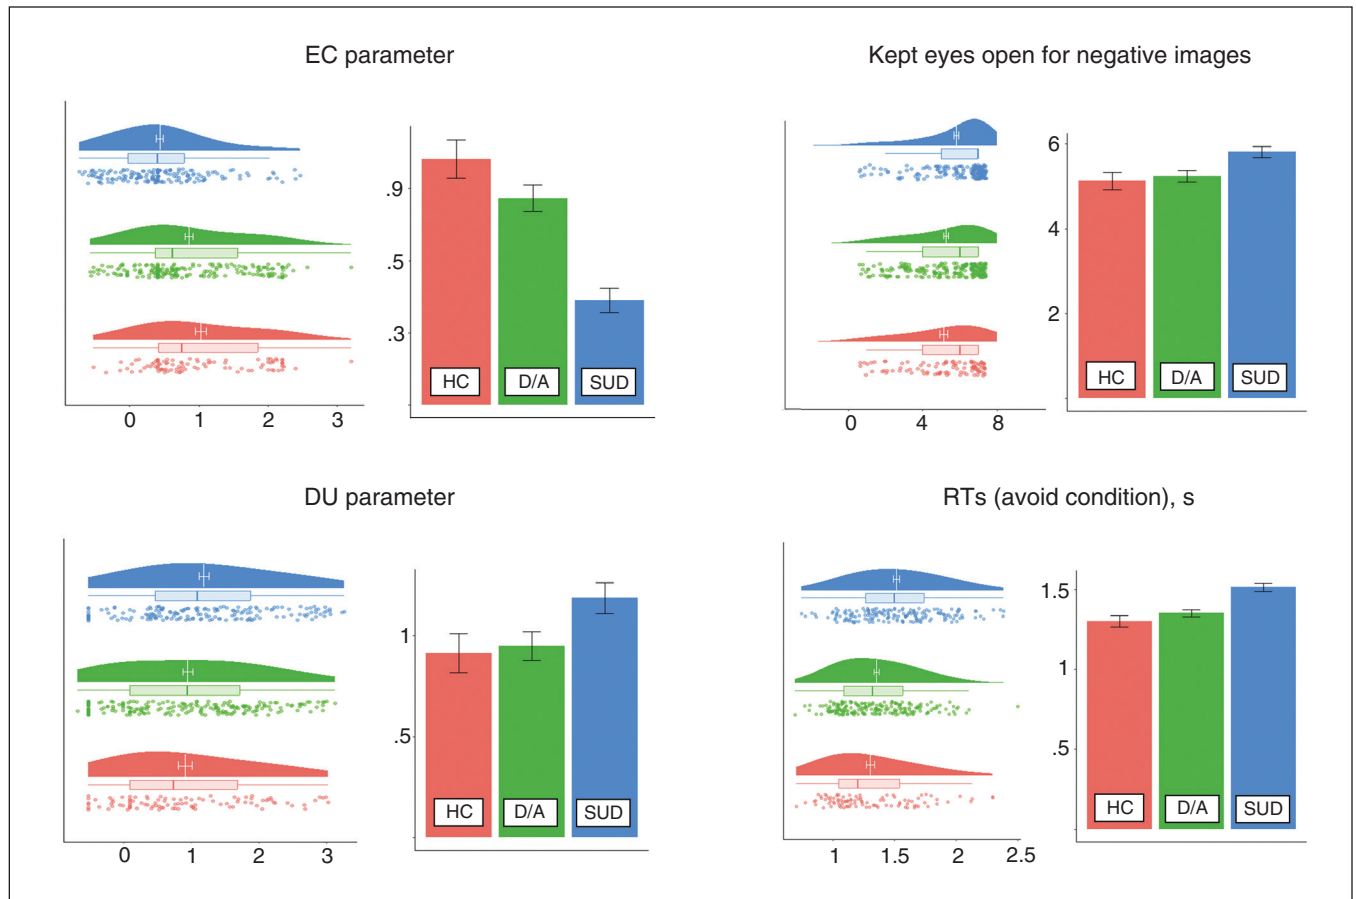 EC parameter
Kept eyes open for negative images
.9
.5
.3
HC
D/A
SUD
0 1 2 3
6
4
2
HC
D/A
SUD
0 4 8
DU parameter
RTs (avoid condition), s
1
.5
HC
D/A
SUD
0 1 2 3
1.5
1
.5
HC
D/A
SUD
1 1.5 2 2.5